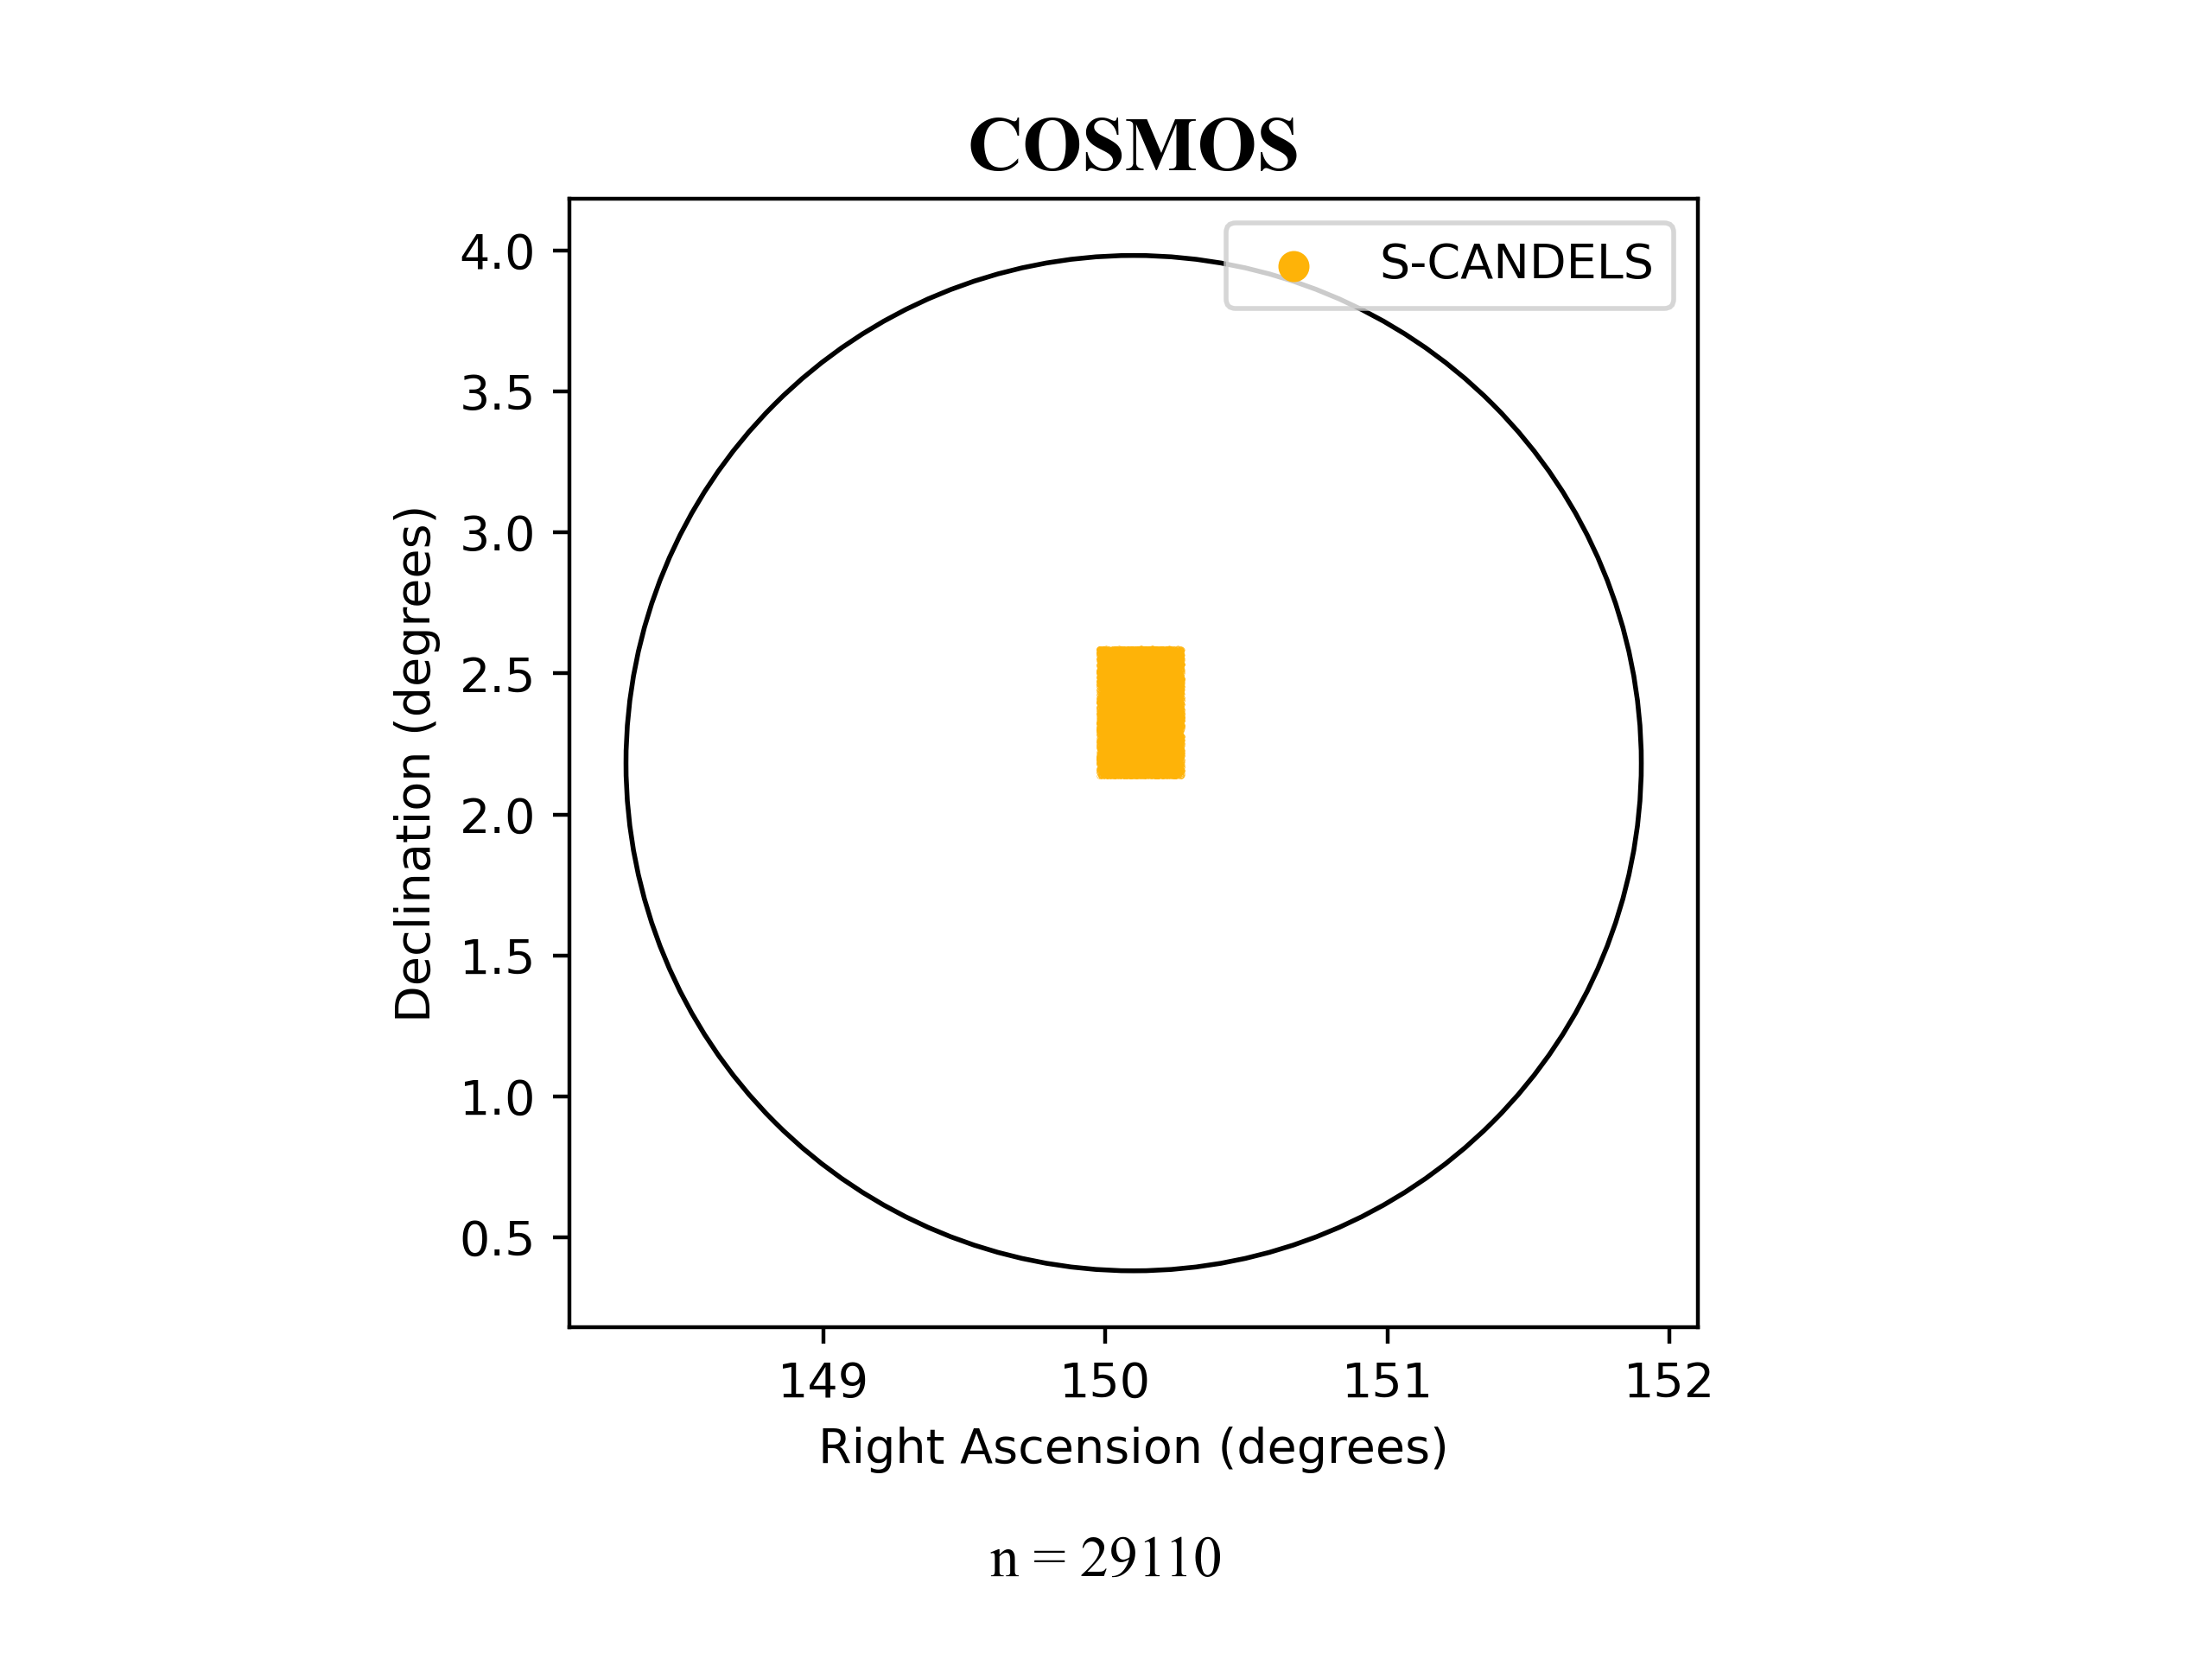 COSMOS
S-CANDELS
4.0
3.5
3.0
2.5
2.0
1.5
1.0
0.5
Declination (degrees)
149 150 151 152
Right Ascension (degrees)
n = 29110